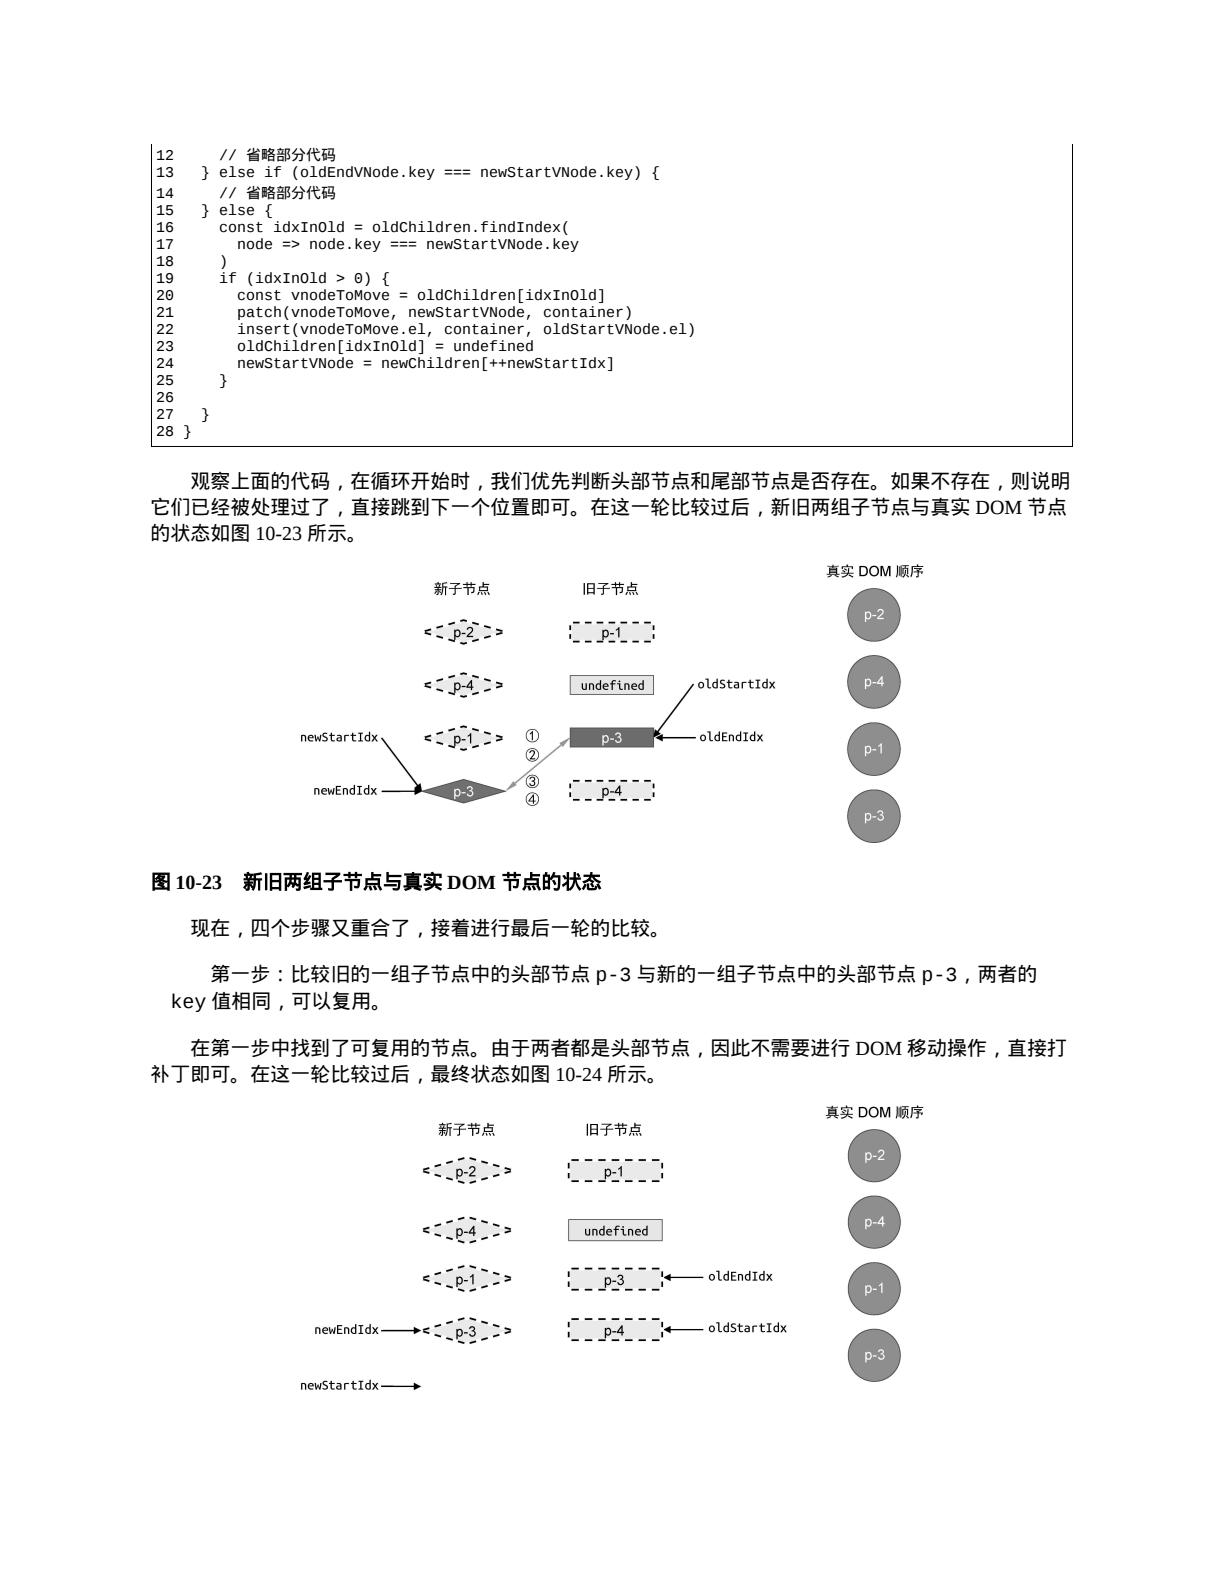 12     // 省略部分代码
13   } else if (oldEndVNode.key === newStartVNode.key) {
14     // 省略部分代码
15   } else {
16     const idxInOld = oldChildren.findIndex(
17       node => node.key === newStartVNode.key
18     )
19     if (idxInOld > 0) {
20       const vnodeToMove = oldChildren[idxInOld]
21       patch(vnodeToMove, newStartVNode, container)
22       insert(vnodeToMove.el, container, oldStartVNode.el)
23       oldChildren[idxInOld] = undefined
24       newStartVNode = newChildren[++newStartIdx]
25     }
26
27   }
28 }
观察上面的代码，在循环开始时，我们优先判断头部节点和尾部节点是否存在。如果不存在，则说明
它们已经被处理过了，直接跳到下一个位置即可。在这一轮比较过后，新旧两组子节点与真实 DOM 节点
的状态如图 10-23 所示。
真实 DOM 顺序
新子节点 旧子节点
p-2
p-2 p-1
p-4 undefined oldStartIdx p-4
newStartIdx p-1 ① p-3 oldEndIdx
② p-1
newEndIdx p-3 ③ p-4
④
p-3
图 10-23　新旧两组子节点与真实 DOM 节点的状态
现在，四个步骤又重合了，接着进行最后一轮的比较。
第一步：比较旧的一组子节点中的头部节点 p-3 与新的一组子节点中的头部节点 p-3，两者的
key 值相同，可以复用。
在第一步中找到了可复用的节点。由于两者都是头部节点，因此不需要进行 DOM 移动操作，直接打
补丁即可。在这一轮比较过后，最终状态如图 10-24 所示。
真实 DOM 顺序
新子节点 旧子节点
p-2
p-2 p-1
p-4 undefined p-4
p-1 p-3 oldEndIdx p-1
newEndIdx p-3 p-4 oldStartIdx
p-3
newStartIdx